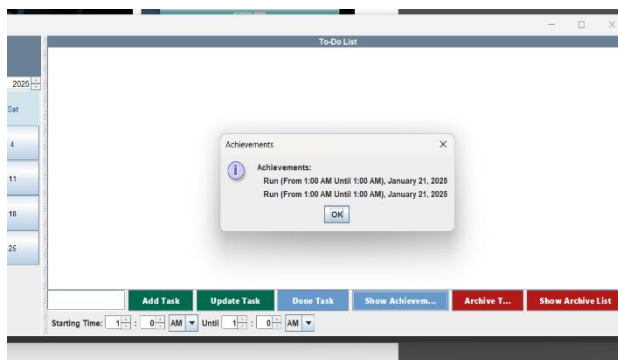 To-Do List
2025
Sat
4
11
18
25
Achievements
Achievements:
Run (From 1:00 AM Until 1:00 AM), January 21, 2025
Run (From 1:00 AM Until 1:00 AM), January 21, 2025
OK
Add Task Update Task Done Task Show Achievem... Archive T... Show Archive List
Starting Time: 1 : 0 AM Until 1 : 0 AM